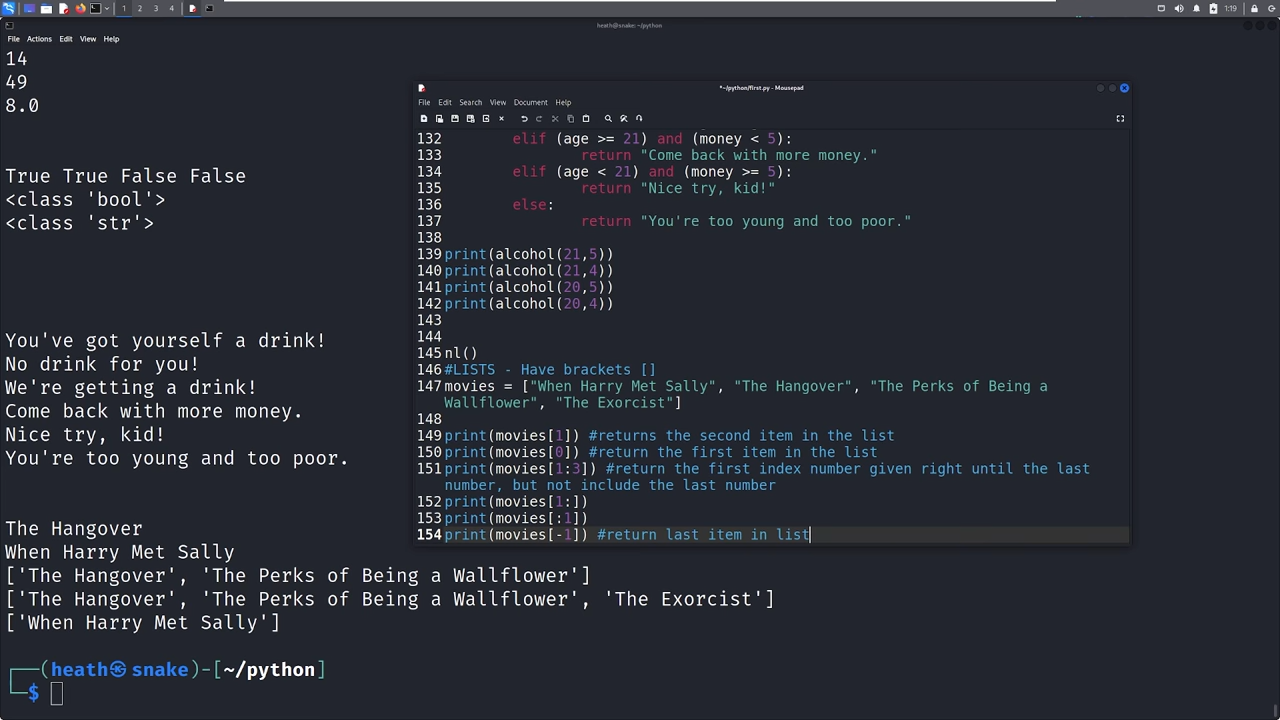 1 2 3 4
1:19
heath@snake: ~/python
File Actions Edit View Help
14
49
8.0
True True False False
<class 'bool'>
<class 'str'>
You've got yourself a drink!
No drink for you!
We're getting a drink!
Come back with more money.
Nice try, kid!
You're too young and too poor.
The Hangover
When Harry Met Sally
['The Hangover', 'The Perks of Being a Wallflower']
['The Hangover', 'The Perks of Being a Wallflower', 'The Exorcist']
['When Harry Met Sally']
(heath㉿snake)-[~/python]
$
*~/python/first.py - Mousepad
File Edit Search View Document Help
132 elif (age >= 21) and (money < 5):
133 return "Come back with more money."
134 elif (age < 21) and (money >= 5):
135 return "Nice try, kid!"
136 else:
137 return "You're too young and too poor."
138
139 print(alcohol(21,5))
140 print(alcohol(21,4))
141 print(alcohol(20,5))
142 print(alcohol(20,4))
143
144
145 nl()
146 #LISTS - Have brackets []
147 movies = ["When Harry Met Sally", "The Hangover", "The Perks of Being a
Wallflower", "The Exorcist"]
148
149 print(movies[1]) #returns the second item in the list
150 print(movies[0]) #return the first item in the list
151 print(movies[1:3]) #return the first index number given right until the last
number, but not include the last number
152 print(movies[1:])
153 print(movies[:1])
154 print(movies[-1]) #return last item in list